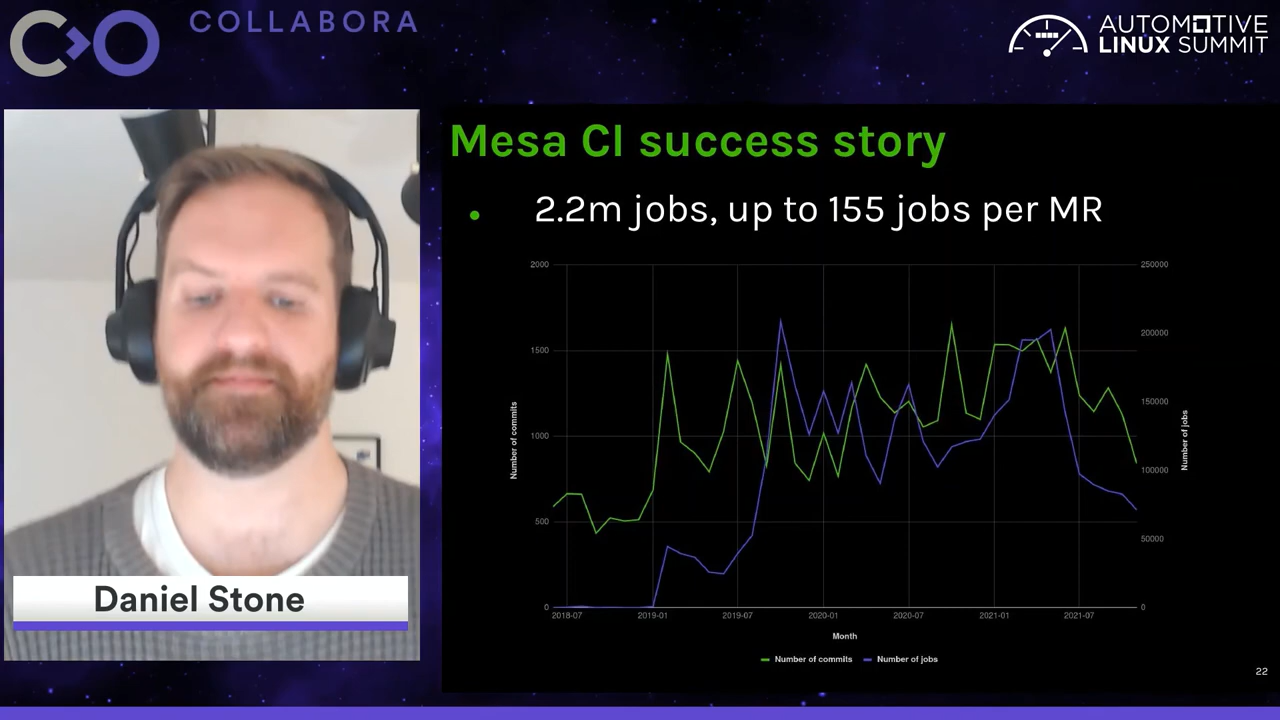 COLLABORA
AUTOMOTIVE
LINUX SUMMIT
Mesa CI success story
• 2.2m jobs, up to 155 jobs per MR
2000
1500
1000
500
0
Number of commits
250000
200000
150000
100000
50000
0
Number of jobs
2018-07 2019-01 2019-07 2020-01 2020-07 2021-01 2021-07
Month
Number of commits Number of jobs
22
Daniel Stone